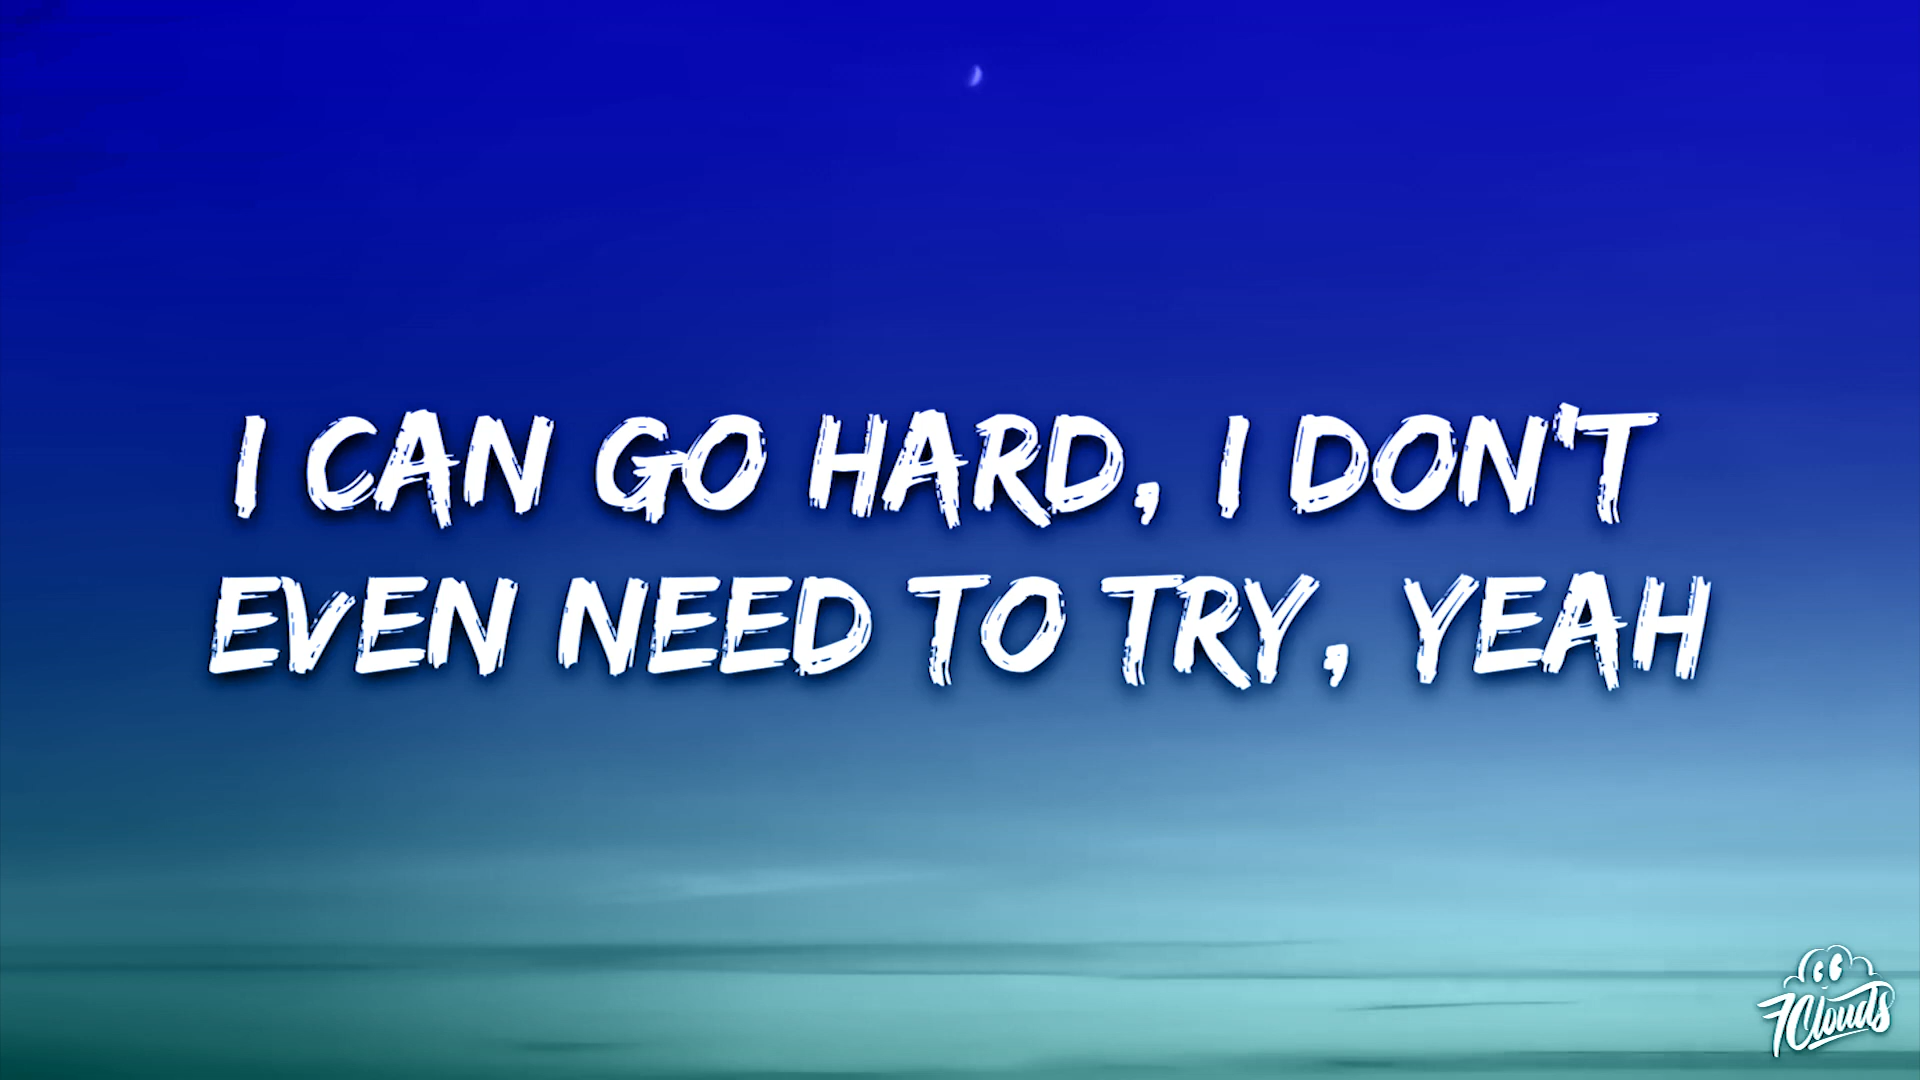 I CAN GO HARD, I DON'T
EVEN NEED TO TRY, YEAH
7Clouds